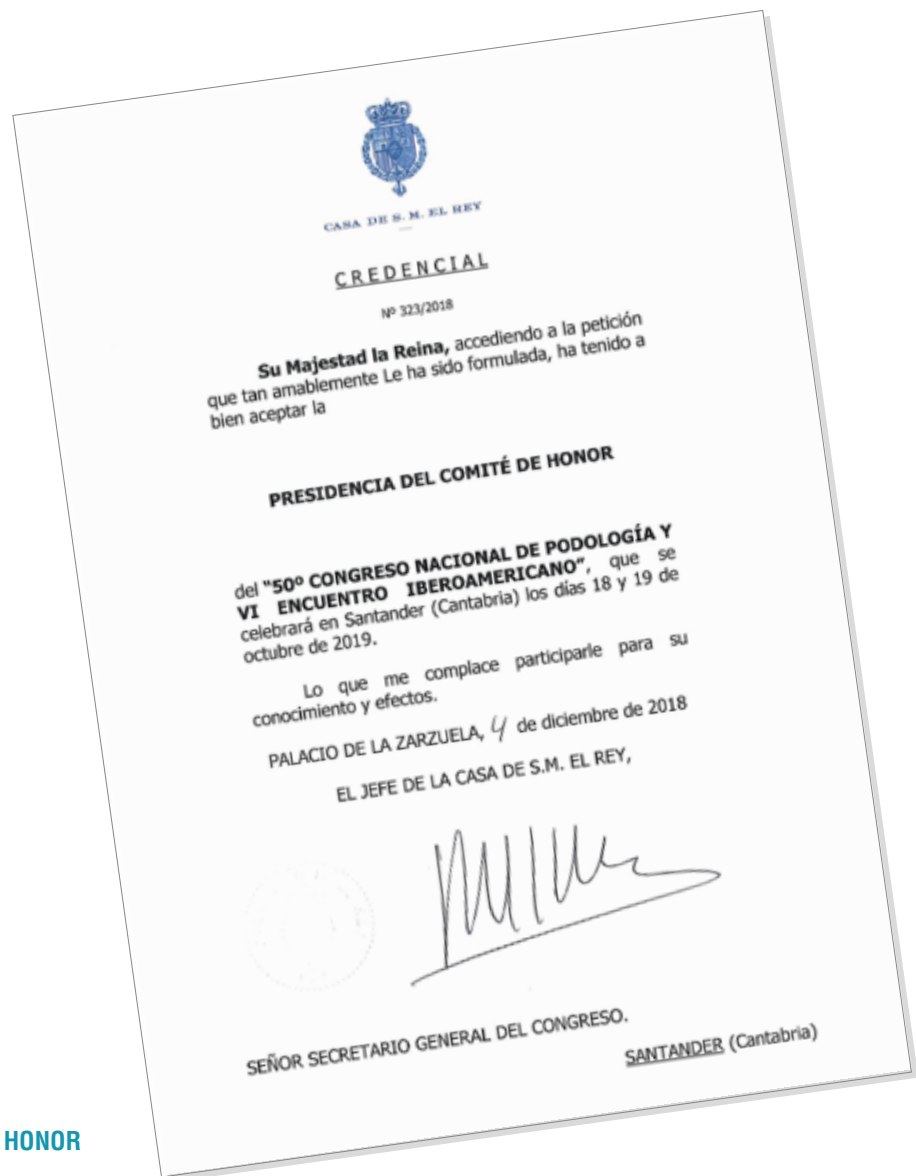 CASA DE S. M. EL REY
CREDENCIAL
Nº 323/2018
Su Majestad la Reina, accediendo a la petición
que tan amablemente Le ha sido formulada, ha tenido a
bien aceptar la
PRESIDENCIA DEL COMITÉ DE HONOR
del "50º CONGRESO NACIONAL DE PODOLOGÍA Y
VI ENCUENTRO IBEROAMERICANO", que se
celebrará en Santander (Cantabria) los días 18 y 19 de
octubre de 2019.
Lo que me complace participarle para su
conocimiento y efectos.
PALACIO DE LA ZARZUELA, 4 de diciembre de 2018
EL JEFE DE LA CASA DE S.M. EL REY,
SEÑOR SECRETARIO GENERAL DEL CONGRESO.
SANTANDER (Cantabria)
HONOR